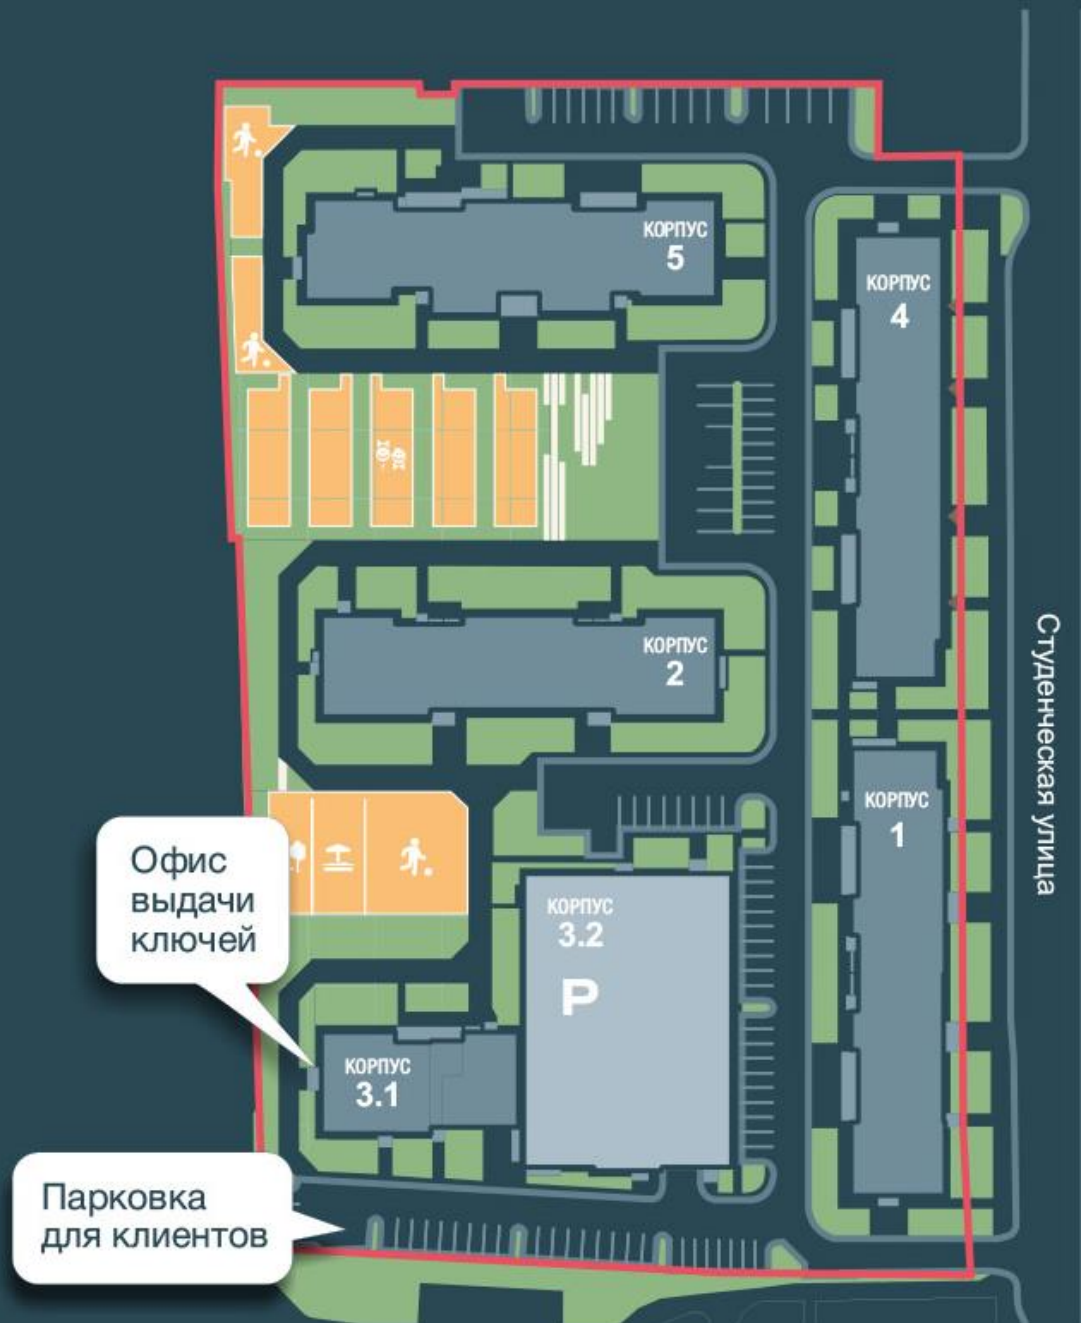 КОРПУС
5
КОРПУС
4
КОРПУС
2
Студенческая улица
КОРПУС
1
Офис
выдачи
ключей
КОРПУС
3.2
P
КОРПУС
3.1
Парковка
для клиентов